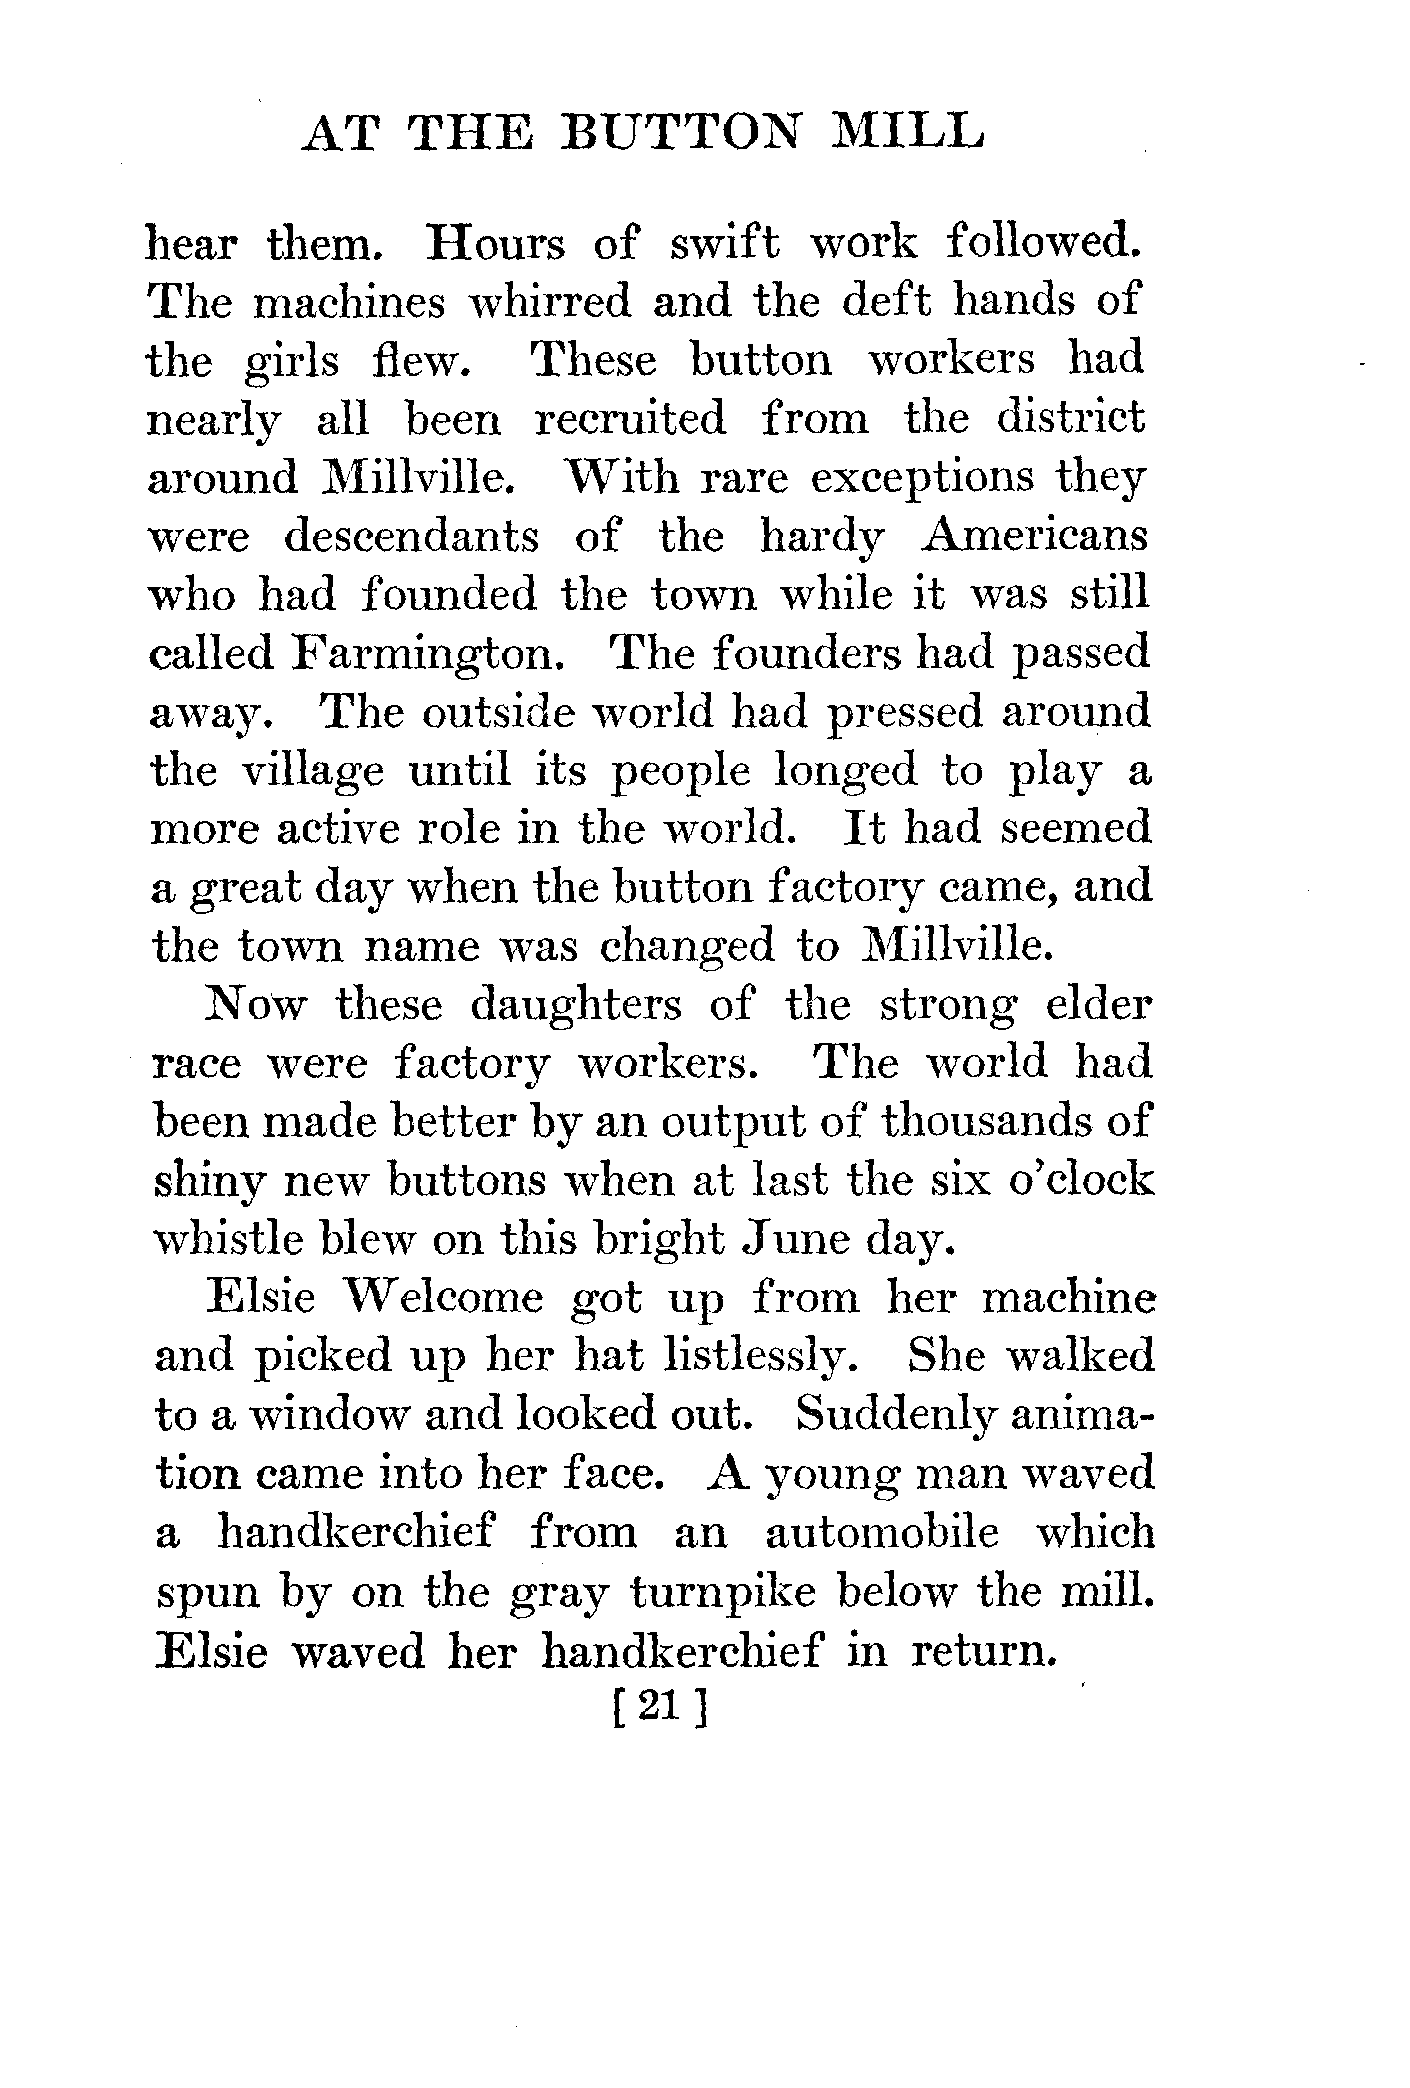 AT THE BUTTON MILL
hear them. Hours of swift work followed.
The machines whirred and the deft hands of
the girls flew. These button workers had
nearly all been recruited from the district
around Millville. With rare exceptions they
were descendants of the hardy Americans
who had founded the town while it was still
called Farmington. The founders had passed
away. The outside world had pressed around
the village until its people longed to play a
more active role in the world. It had seemed
a great day when the button factory came, and
the town name was changed to Millville.
Now these daughters of the strong elder
race were factory workers. The world had
been made better by an output of thousands of
shiny new buttons when at last the six o'clock
whistle blew on this bright June day.
Elsie Welcome got up from her machine
and picked up her hat listlessly. She walked
to a window and looked out. Suddenly anima-
tion came into her face. A young man waved
a handkerchief from an automobile which
spun by on the gray turnpike below the mill.
Elsie waved her handkerchief in return.
[ 21 ]